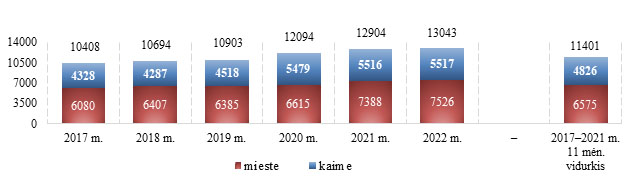 10408 10694 10903 12094 12904 13043 11401
14000
10500
7000
3500
0
4328 4287 4518 5479 5516 5517 4826
6080 6407 6385 6615 7388 7526 6575
2017 m. 2018 m. 2019 m. 2020 m. 2021 m. 2022 m. – 2017–2021 m.
11 mėn.
vidurkis
mieste kaime